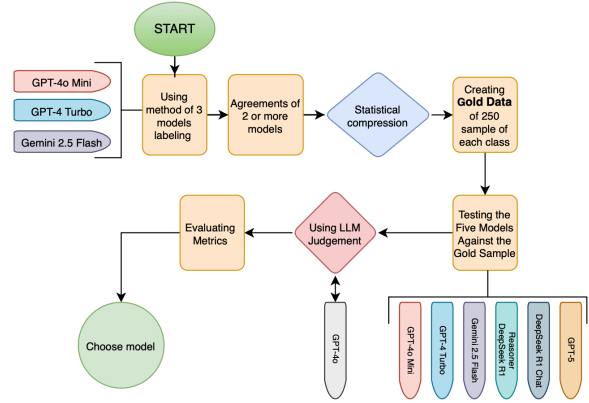 START
GPT-4o Mini
GPT-4 Turbo
Gemini 2.5 Flash
Using
method of 3
models
labeling
Agreements of
2 or more
models
Statistical
compression
Creating
Gold Data
of 250
sample of
each class
Testing the
Five Models
Against the
Gold Sample
Using LLM
Judgement
Evaluating
Metrics
Choose model
GPT-4o
GPT-4o Mini
GPT-4 Turbo
Gemini 2.5 Flash
Reasoner
DeepSeek R1
DeepSeek R1 Chat
GPT-5